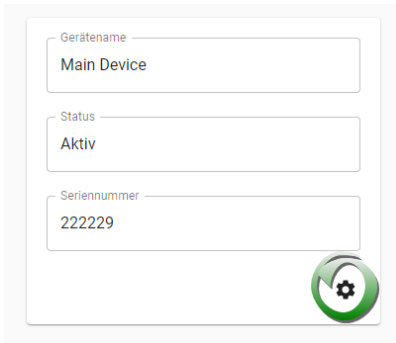 Gerätename
Main Device
Status
Aktiv
Seriennummer
222229